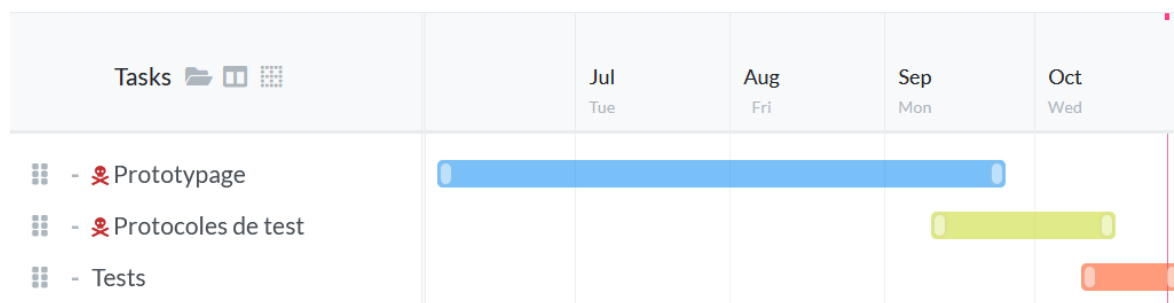 Tasks
Jul Aug Sep Oct
Tue Fri Mon Wed
- Prototypage
- Protocoles de test
- Tests